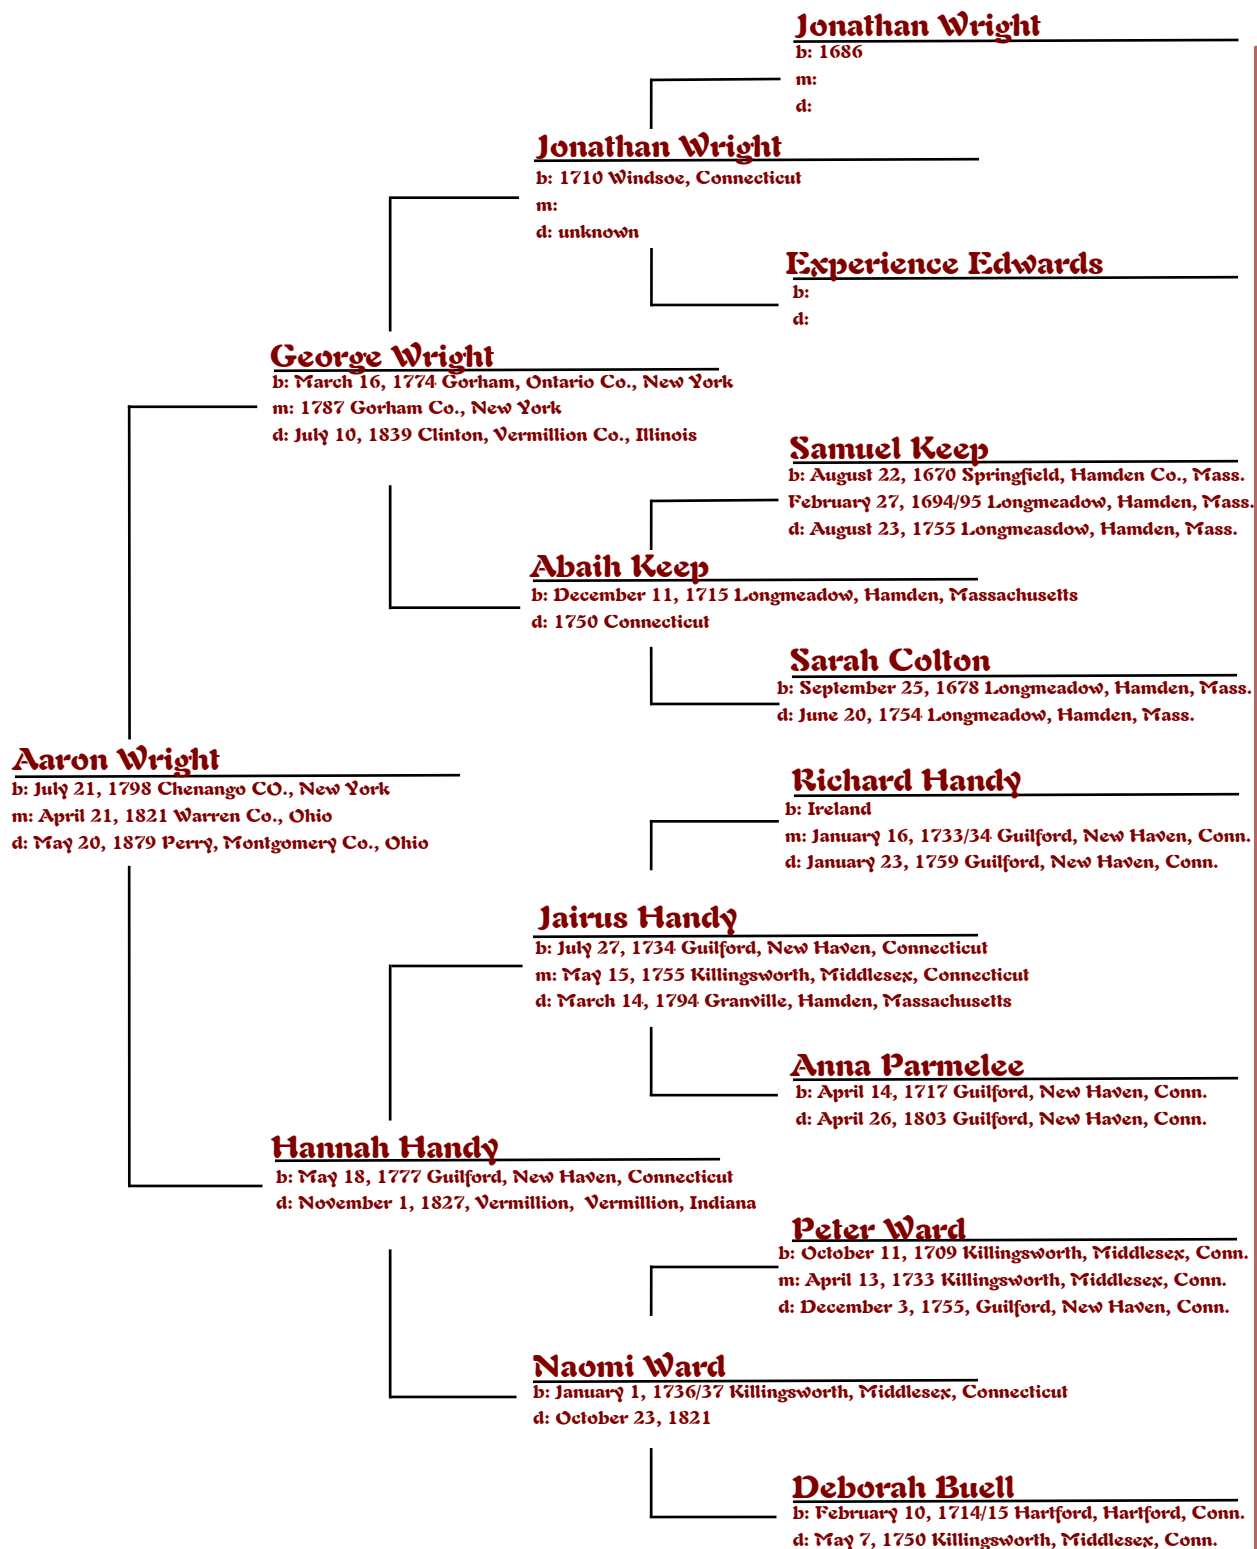 Jonathan Wright
b: 1686
m:
d:
Jonathan Wright
b: 1710 Windsoe, Connecticut
m:
d: unknown
Experience Edwards
b:
d:
George Wright
b: March 16, 1774 Gorham, Ontario Co., New York
m: 1787 Gorham Co., New York
d: July 10, 1839 Clinton, Vermillion Co., Illinois
Samuel Keep
b: August 22, 1670 Springfield, Hamden Co., Mass.
February 27, 1694/95 Longmeadow, Hamden, Mass.
d: August 23, 1755 Longmeasdow, Hamden, Mass.
Abaih Keep
b: December 11, 1715 Longmeadow, Hamden, Massachusetts
d: 1750 Connecticut
Sarah Colton
b: September 25, 1678 Longmeadow, Hamden, Mass.
d: June 20, 1754 Longmeadow, Hamden, Mass.
Aaron Wright
b: July 21, 1798 Chenango CO., New York
m: April 21, 1821 Warren Co., Ohio
d: May 20, 1879 Perry, Montgomery Co., Ohio
Richard Handy
b: Ireland
m: January 16, 1733/34 Guilford, New Haven, Conn.
d: January 23, 1759 Guilford, New Haven, Conn.
Jairus Handy
b: July 27, 1734 Guilford, New Haven, Connecticut
m: May 15, 1755 Killingsworth, Middlesex, Connecticut
d: March 14, 1794 Granville, Hamden, Massachusetts
Anna Parmelee
b: April 14, 1717 Guilford, New Haven, Conn.
d: April 26, 1803 Guilford, New Haven, Conn.
Hannah Handy
b: May 18, 1777 Guilford, New Haven, Connecticut
d: November 1, 1827, Vermillion, Vermillion, Indiana
Peter Ward
b: October 11, 1709 Killingsworth, Middlesex, Conn.
m: April 13, 1733 Killingsworth, Middlesex, Conn.
d: December 3, 1755, Guilford, New Haven, Conn.
Naomi Ward
b: January 1, 1736/37 Killingsworth, Middlesex, Connecticut
d: October 23, 1821
Deborah Buell
b: February 10, 1714/15 Hartford, Hartford, Conn.
d: May 7, 1750 Killingsworth, Middlesex, Conn.